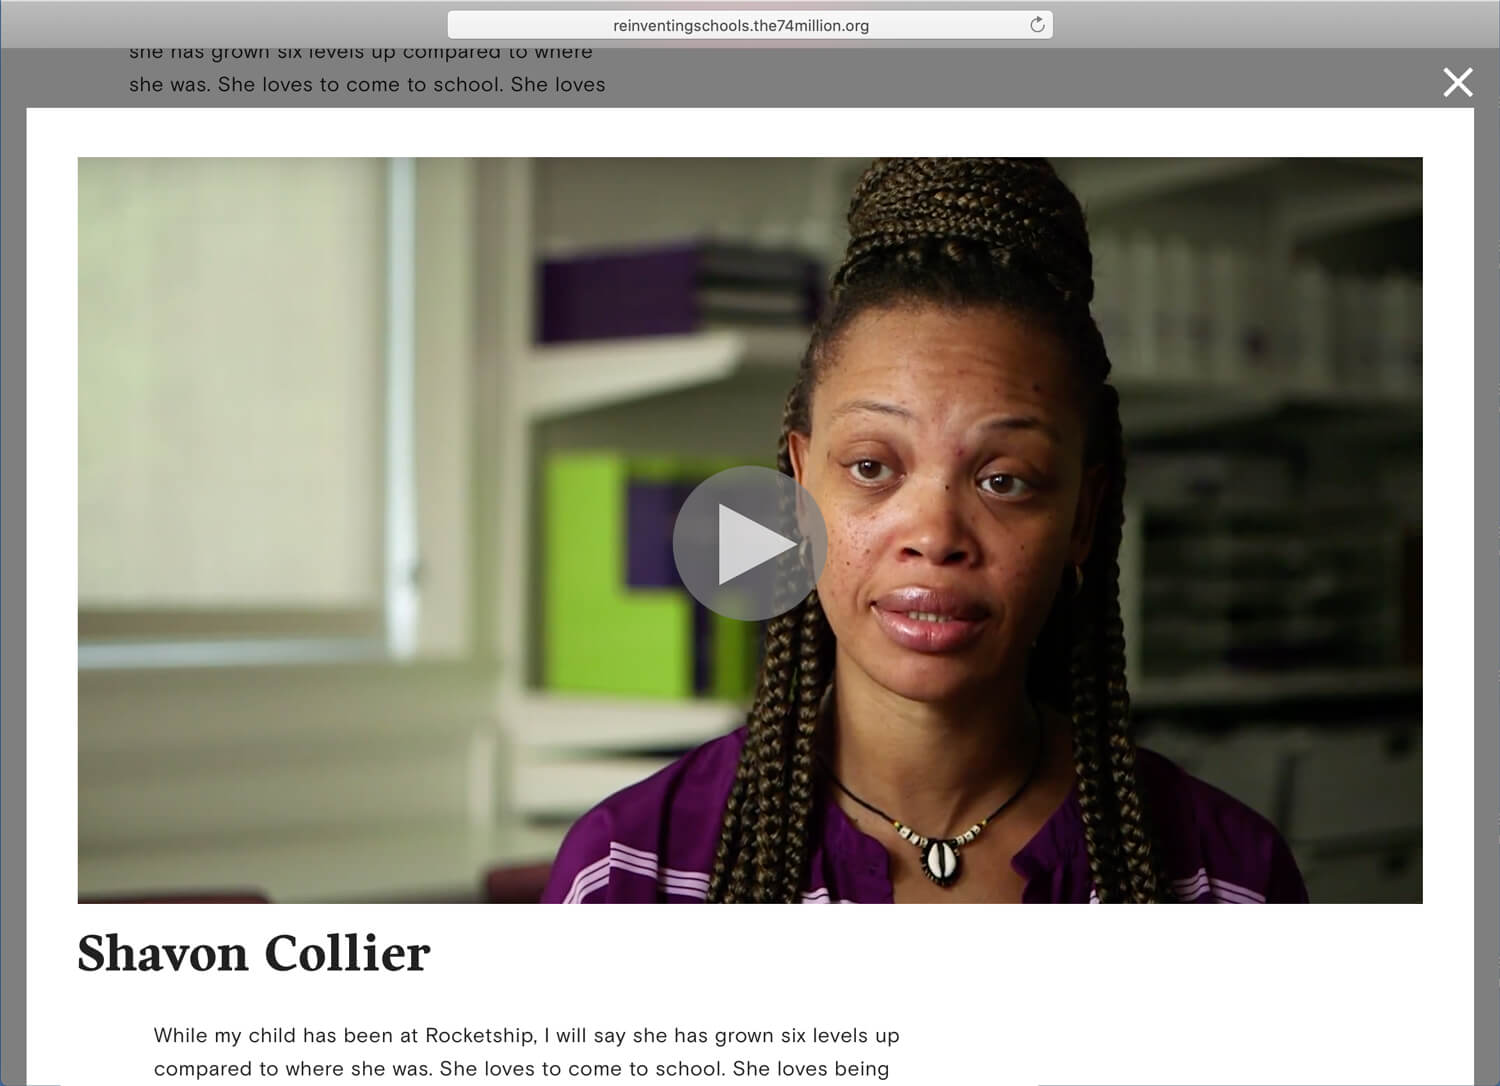 reinventingschools.the74million.org
she has grown six levels up compared to where
she was. She loves to come to school. She loves
Shavon Collier
While my child has been at Rocketship, I will say she has grown six levels up
compared to where she was. She loves to come to school. She loves being